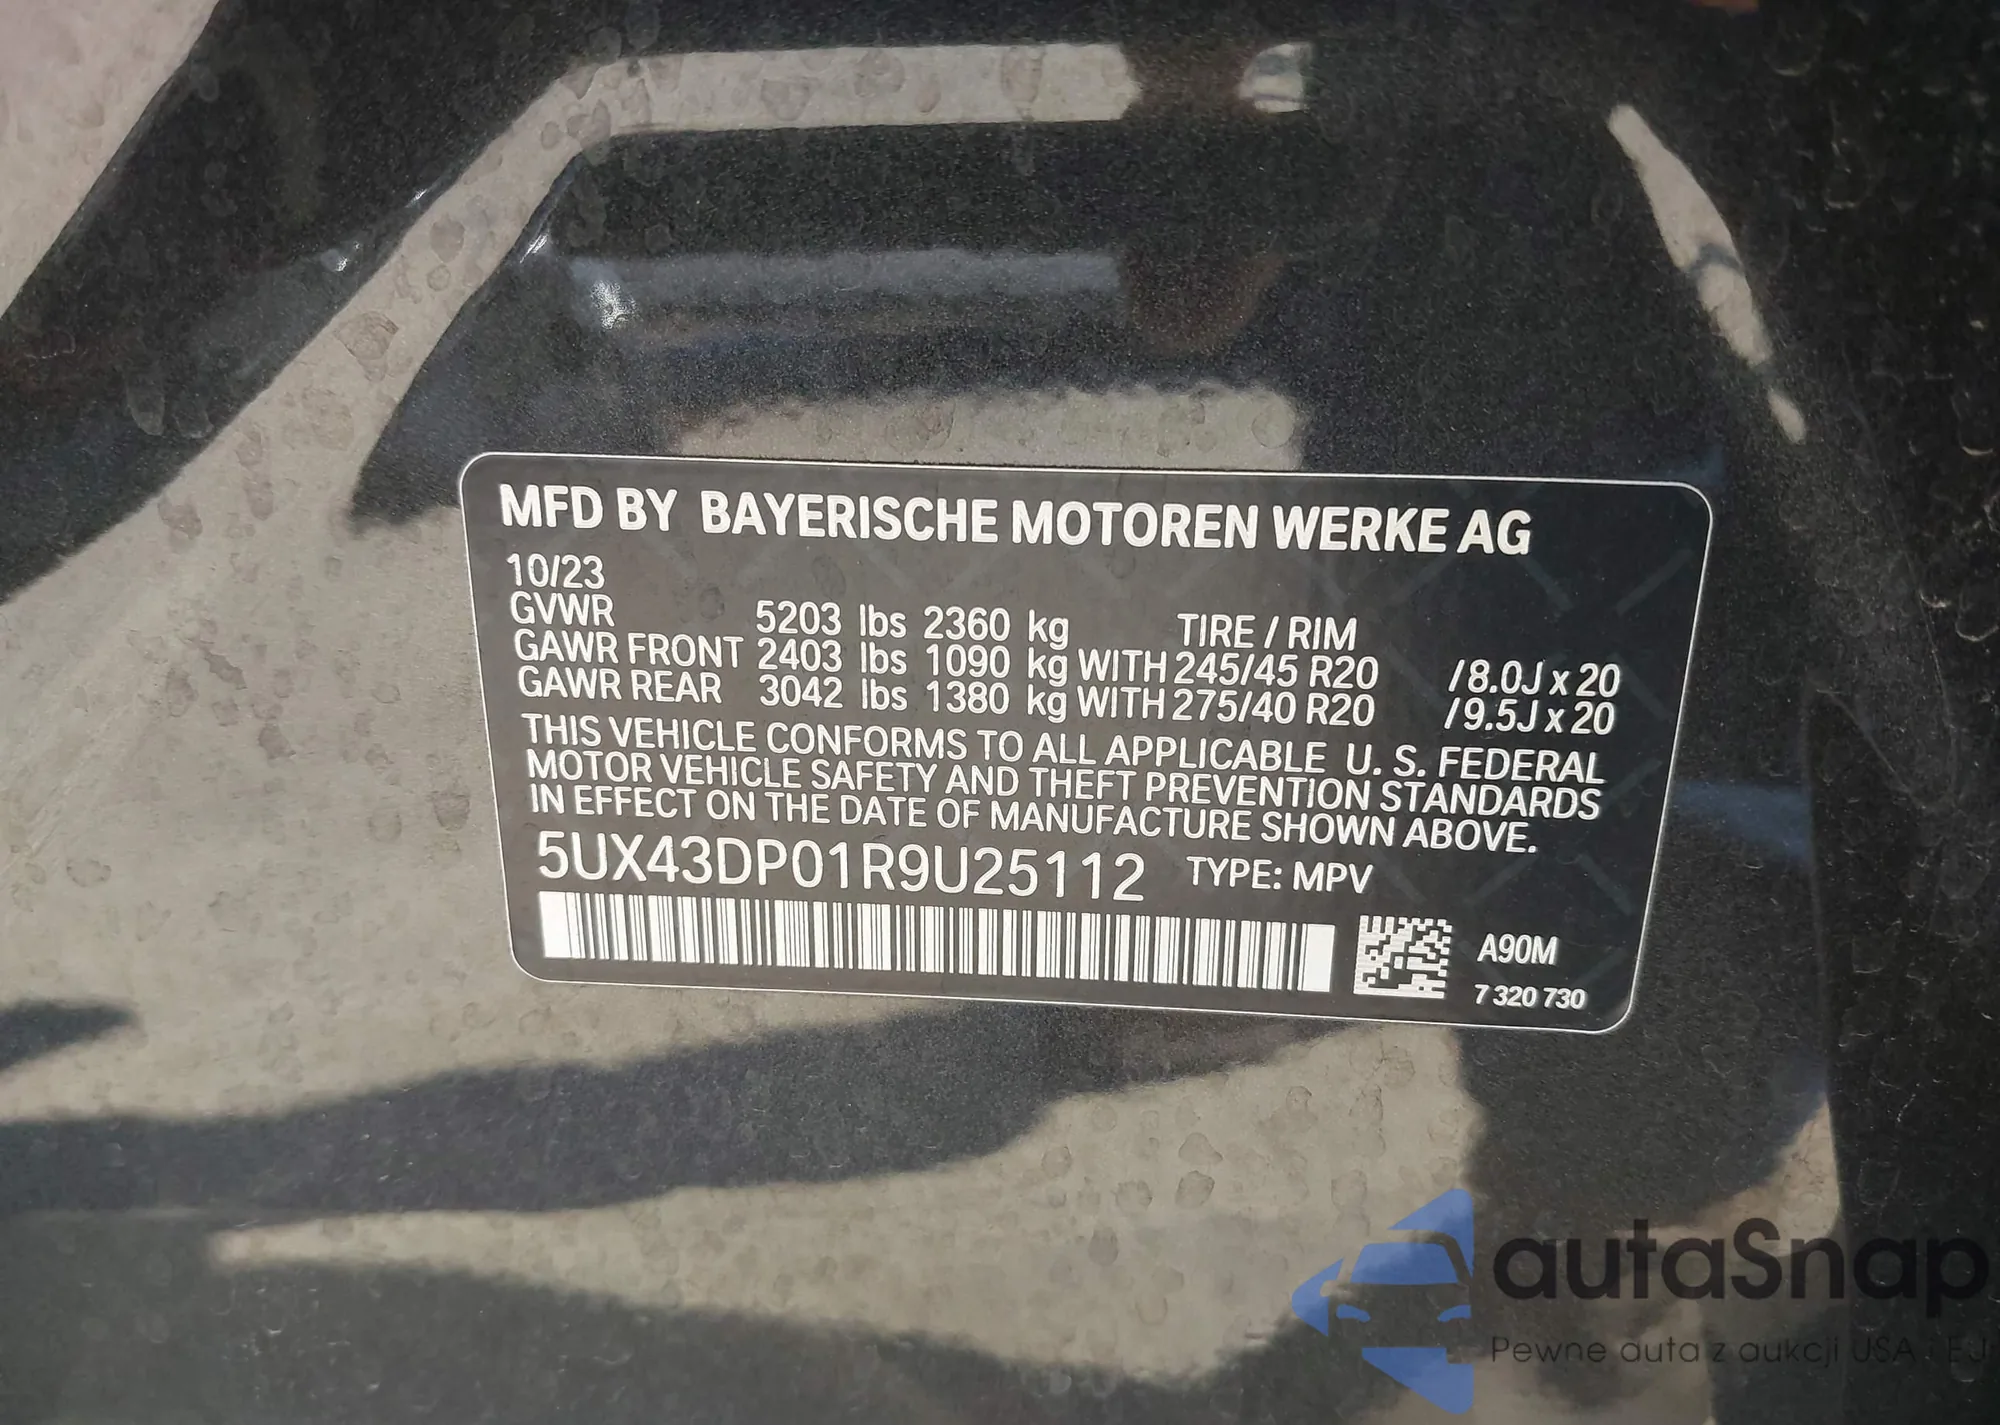 MFD BY BAYERISCHE MOTOREN WERKE AG
10/23
GVWR 5203 lbs 2360 kg TIRE / RIM
GAWR FRONT 2403 lbs 1090 kg WITH 245/45 R20 /8.0J x 20
GAWR REAR 3042 lbs 1380 kg WITH 275/40 R20 /9.5J x 20
THIS VEHICLE CONFORMS TO ALL APPLICABLE U. S. FEDERAL
MOTOR VEHICLE SAFETY AND THEFT PREVENTION STANDARDS
IN EFFECT ON THE DATE OF MANUFACTURE SHOWN ABOVE.
5UX43DP01R9U25112 TYPE: MPV
A90M
7 320 730
autaSnap
Pewne auta z aukcji USA i EU